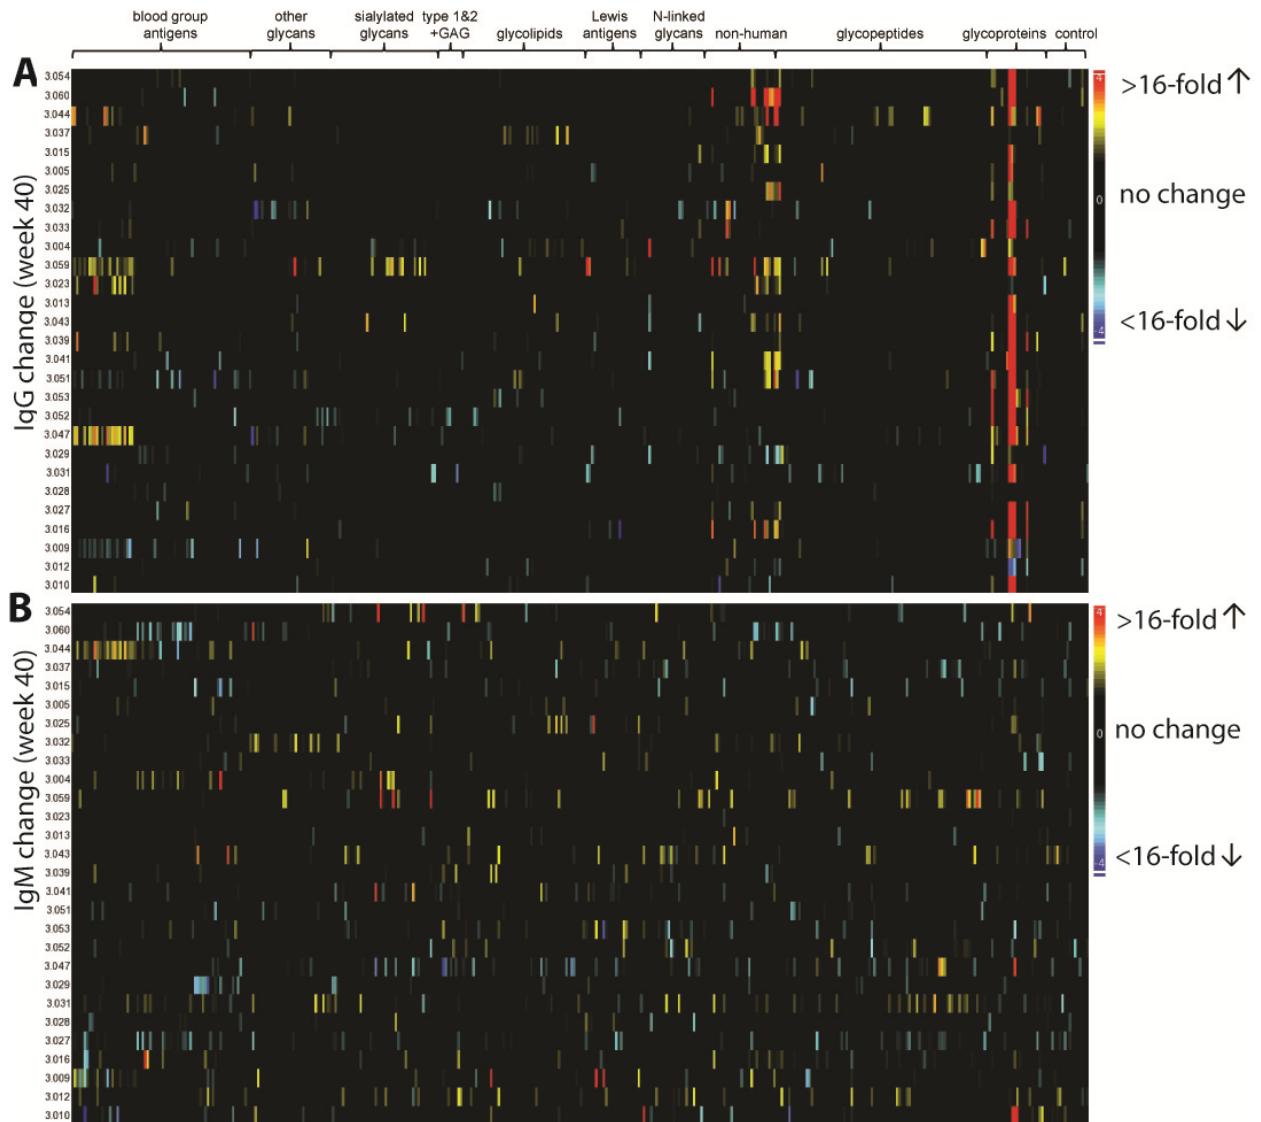 blood group antigens
other glycans
sialylated glycans
type 1&2 +GAG
glycolipids
Lewis antigens
N-linked glycans
non-human
glycopeptides
glycoproteins
control
A
IgG change (week 40)
3.054
3.060
3.044
3.037
3.015
3.005
3.025
3.032
3.033
3.004
3.059
3.023
3.013
3.043
3.039
3.041
3.051
3.053
3.052
3.047
3.029
3.031
3.028
3.027
3.016
3.009
3.012
3.010
4
>16-fold ↑
0
no change
-4
<16-fold ↓
B
IgM change (week 40)
3.054
3.060
3.044
3.037
3.015
3.005
3.025
3.032
3.033
3.004
3.059
3.023
3.013
3.043
3.039
3.041
3.051
3.053
3.052
3.047
3.029
3.031
3.028
3.027
3.016
3.009
3.012
3.010
4
>16-fold ↑
0
no change
-4
<16-fold ↓